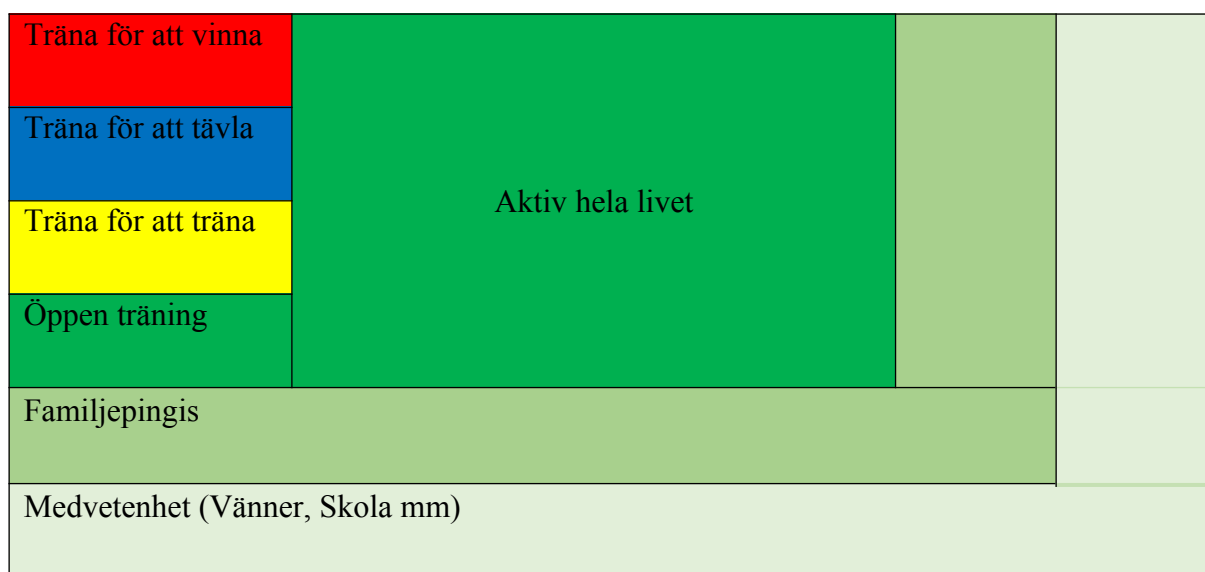 Träna för att vinna
Träna för att tävla
Aktiv hela livet
Träna för att träna
Öppen träning
Familjepingis
Medvetenhet (Vänner, Skola mm)